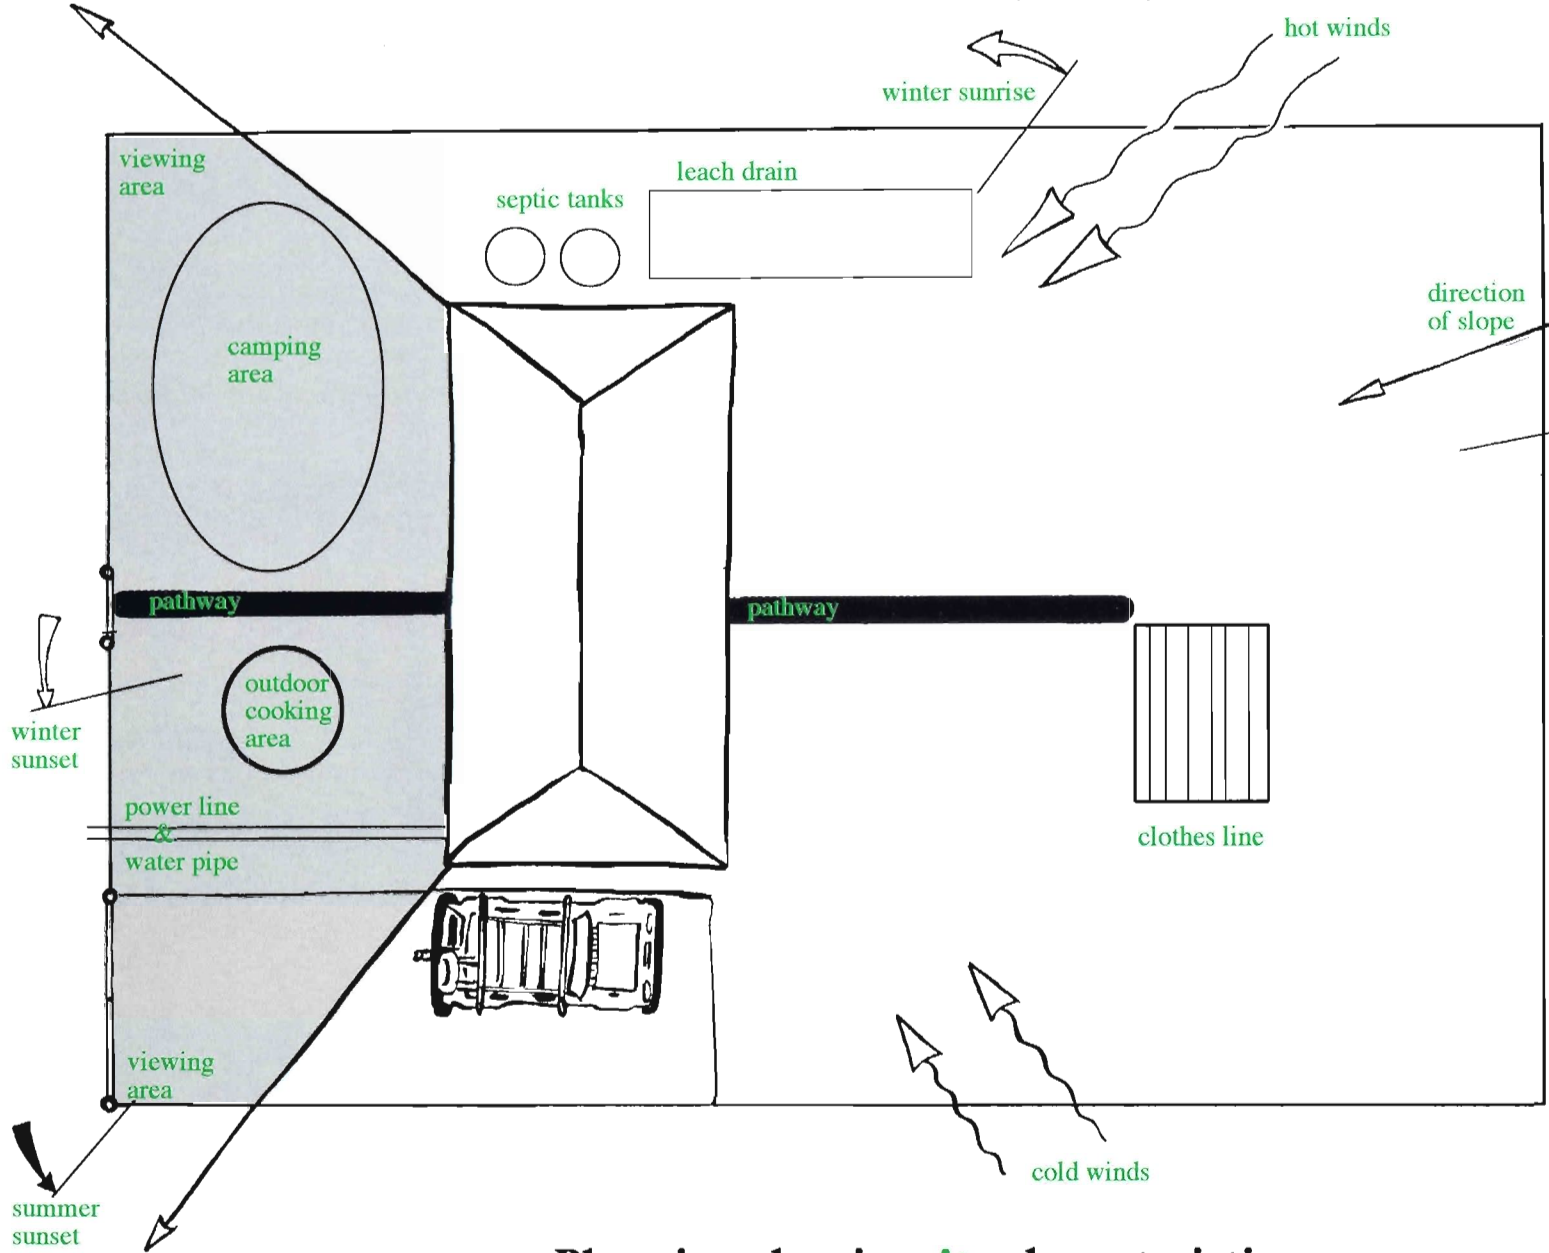 hot winds
winter sunrise
viewing
area
leach drain
septic tanks
direction
of slope
camping
area
pathway
pathway
outdoor
cooking
area
winter
sunset
power line
&
water pipe
clothes line
viewing
area
cold winds
summer
sunset